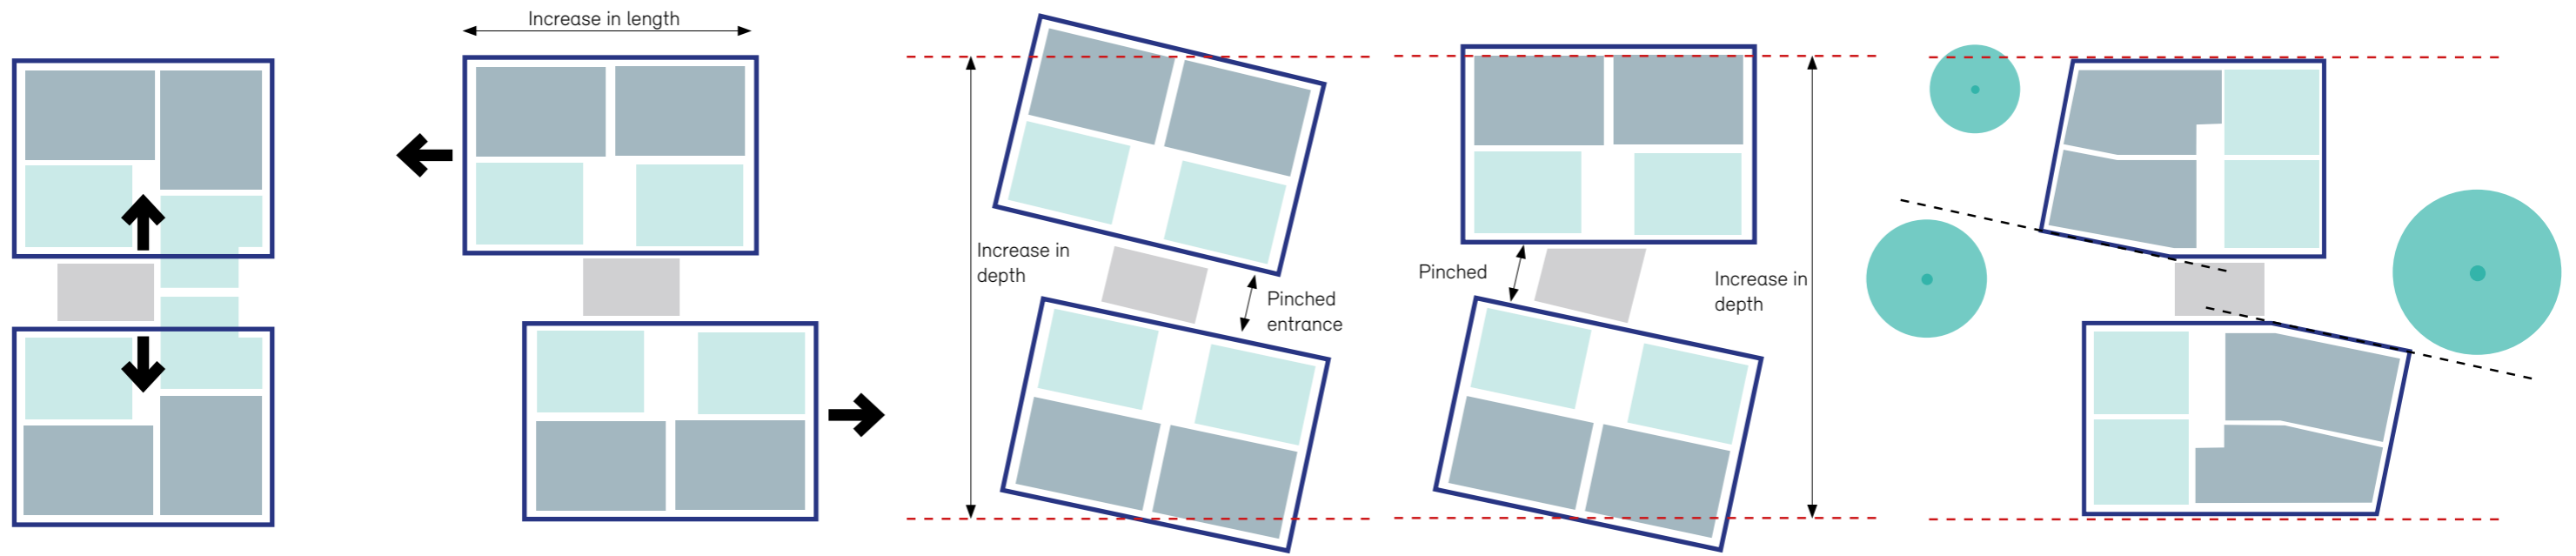 Increase in length
Increase in
depth
Pinched
entrance
Pinched
Increase in
depth